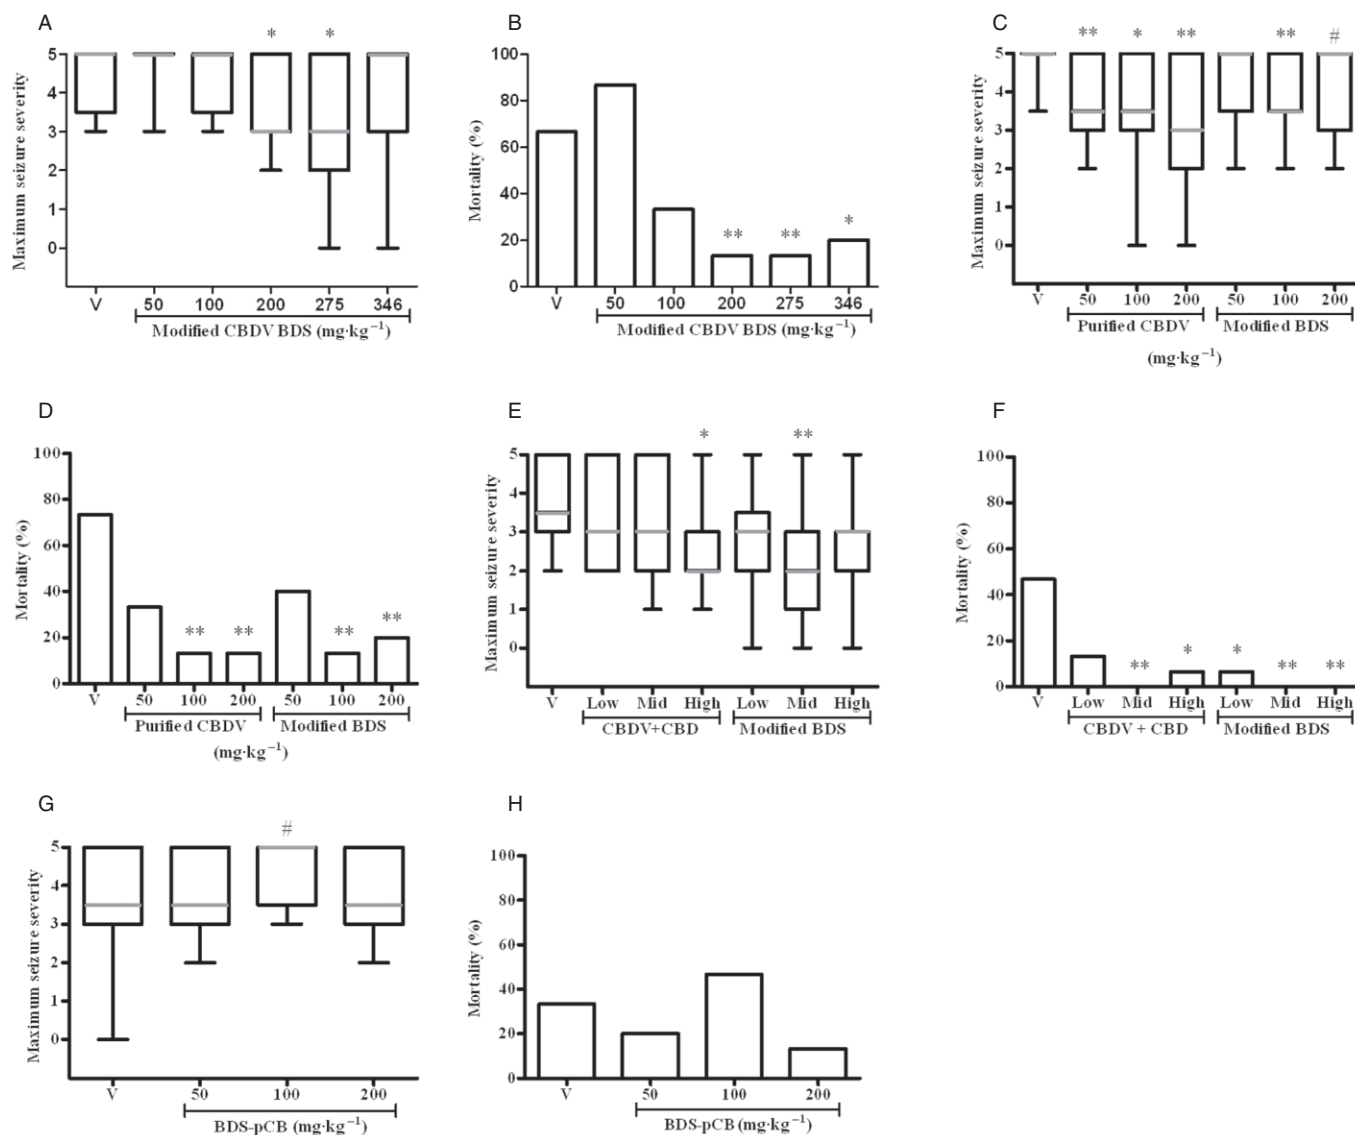 A
* *
Maximum seizure severity
5
4
3
2
1
0
V 50 100 200 275 346
Modified CBDV BDS (mg·kg⁻¹)
B
Mortality (%)
100
80
60
40
20
0
** ** *
V 50 100 200 275 346
Modified CBDV BDS (mg·kg⁻¹)
C
** * ** ** #
Maximum seizure severity
5
4
3
2
1
0
V 50 100 200 50 100 200
Purified CBDV Modified BDS
(mg·kg⁻¹)
D
Mortality (%)
100
80
60
40
20
0
** ** ** **
V 50 100 200 50 100 200
Purified CBDV Modified BDS
(mg·kg⁻¹)
E
* **
Maximum seizure severity
5
4
3
2
1
0
V Low Mid High Low Mid High
CBDV+CBD Modified BDS
F
Mortality (%)
100
80
60
40
20
0
** * * ** **
V Low Mid High Low Mid High
CBDV + CBD Modified BDS
G
#
Maximum seizure severity
5
4
3
2
1
0
V 50 100 200
BDS-pCB (mg·kg⁻¹)
H
Mortality (%)
100
80
60
40
20
0
V 50 100 200
BDS-pCB (mg·kg⁻¹)